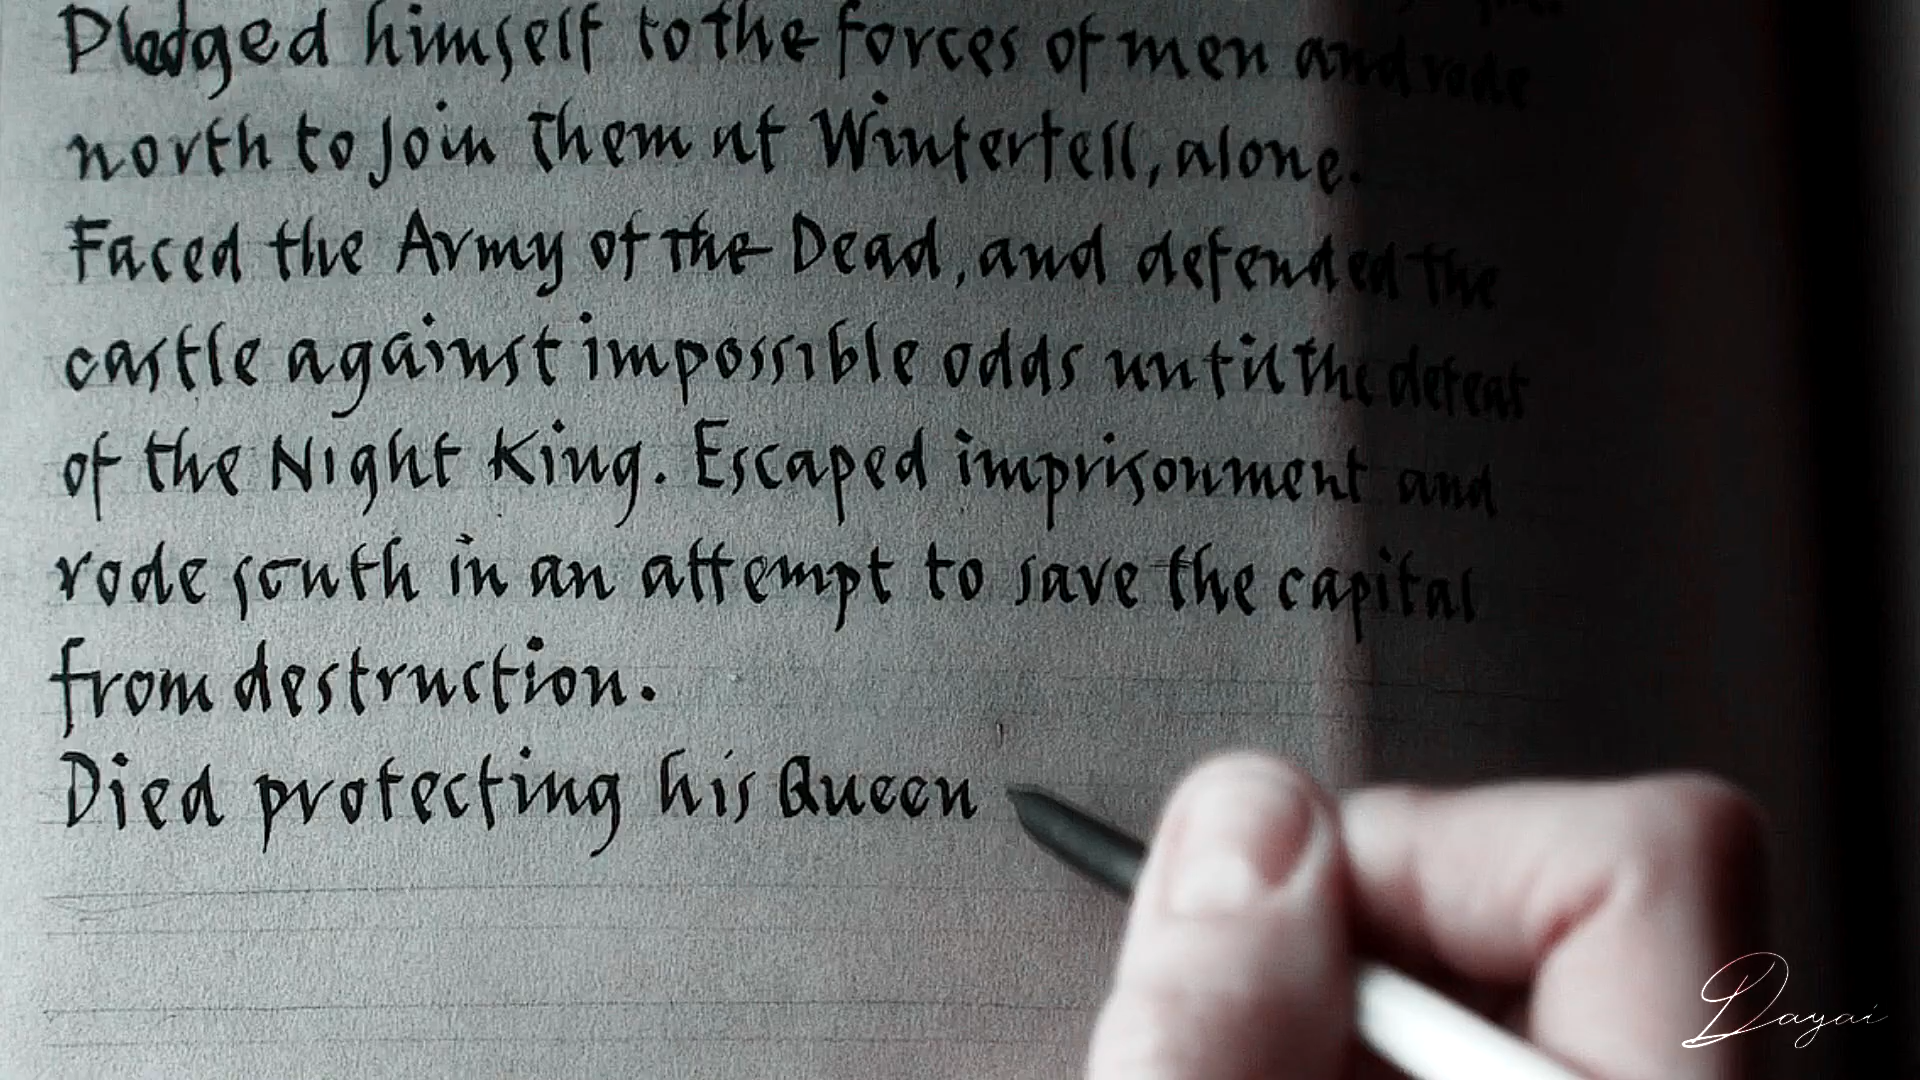 Pledged himself to the forces of men and rode
north to join them at Winterfell, alone.
Faced the Army of the Dead, and defended the
castle against impossible odds until the defeat
of the Night King. Escaped imprisonment and
rode south in an attempt to save the capital
from destruction.
Died protecting his Queen
Dayai